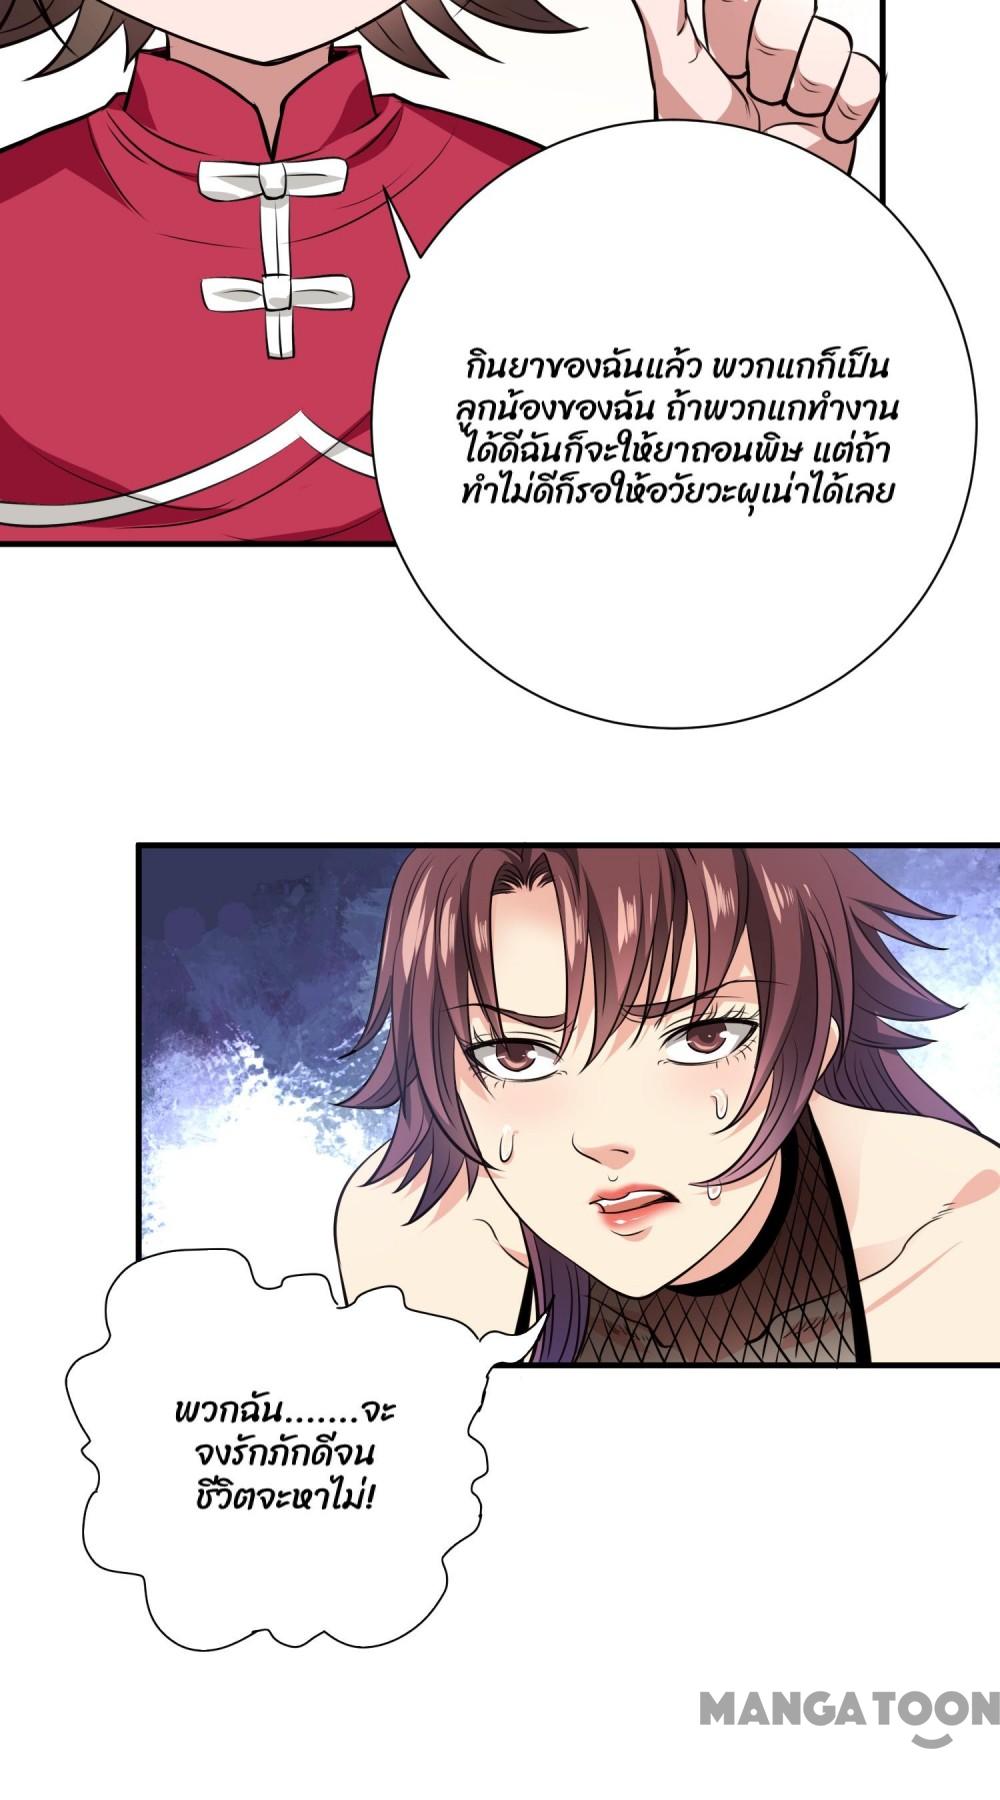 กินยาของฉันแล้ว พวกแกก็เป็น
ลูกน้องของฉัน ถ้าพวกแกทำงาน
ได้ดีฉันก็จะให้ยาถอนพิษ แต่ถ้า
ทำไม่ดีก็รอให้อวัยวะผุเน่าได้เลย
พวกฉัน.......จะ
จงรักภักดีจน
ชีวิตจะหาไม่!
MANGATOON